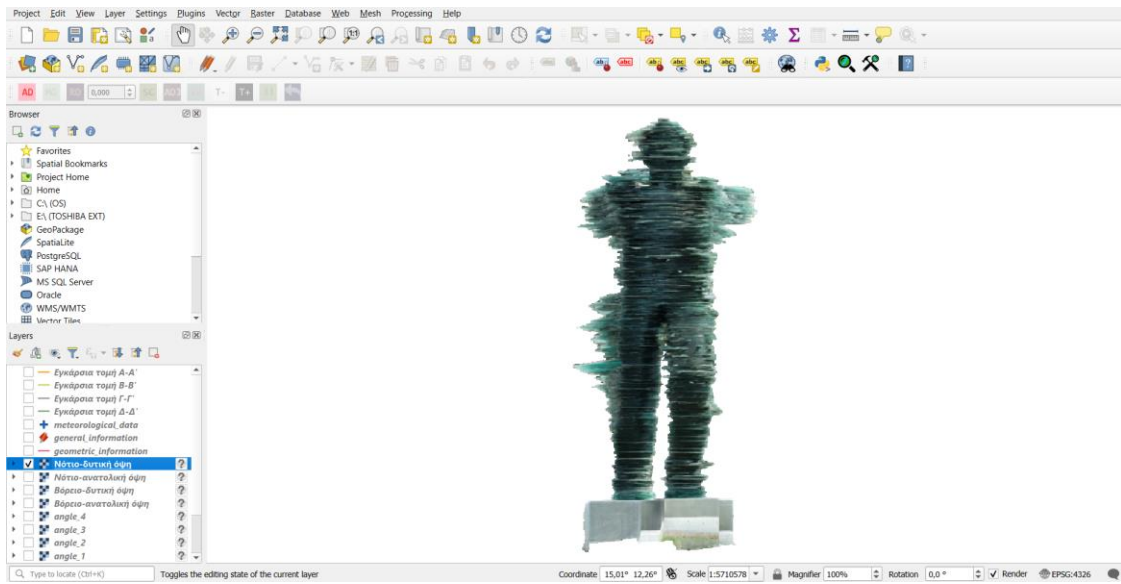 Project Edit View Layer Settings Plugins Vector Raster Database Web Mesh Processing Help
AD 0,000
Browser
Favorites
Spatial Bookmarks
Project Home
Home
C:\ (OS)
E:\ (TOSHIBA EXT)
GeoPackage
SpatiaLite
PostgreSQL
SAP HANA
MS SQL Server
Oracle
WMS/WMTS
Vector Tiles
Layers
Εγκάρσια τομή Α-Α'
Εγκάρσια τομή Β-Β'
Εγκάρσια τομή Γ-Γ'
Εγκάρσια τομή Δ-Δ'
meteorological_data
general_information
geometric_information
Νότιο-δυτική όψη
Νότιο-ανατολική όψη
Βόρειο-δυτική όψη
Βόρειο-ανατολική όψη
angle_4
angle_3
angle_2
angle_1
Type to locate (Ctrl+K) Toggles the editing state of the current layer Coordinate 15,01° 12,26° Scale 1:5710578 Magnifier 100% Rotation 0,0 ° Render EPSG:4326